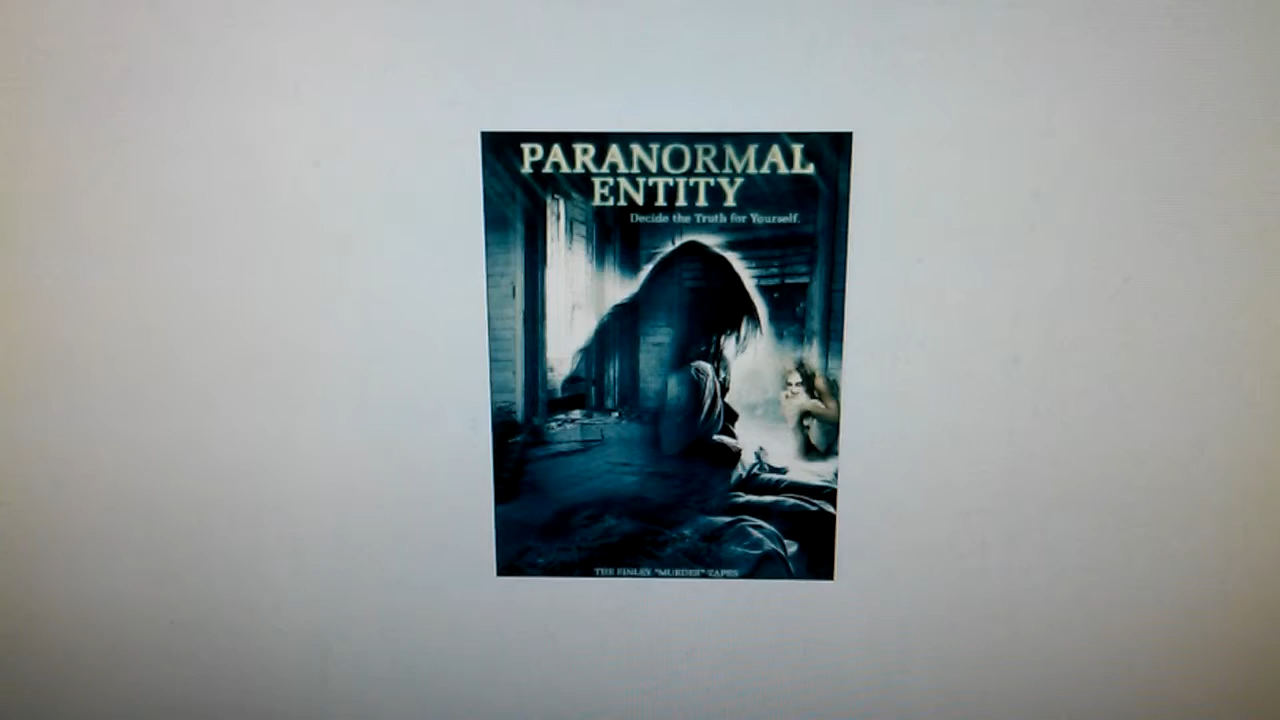 PARANORMAL
ENTITY
Decide the Truth for Yourself.
THE FINLEY "MURDER" TAPES